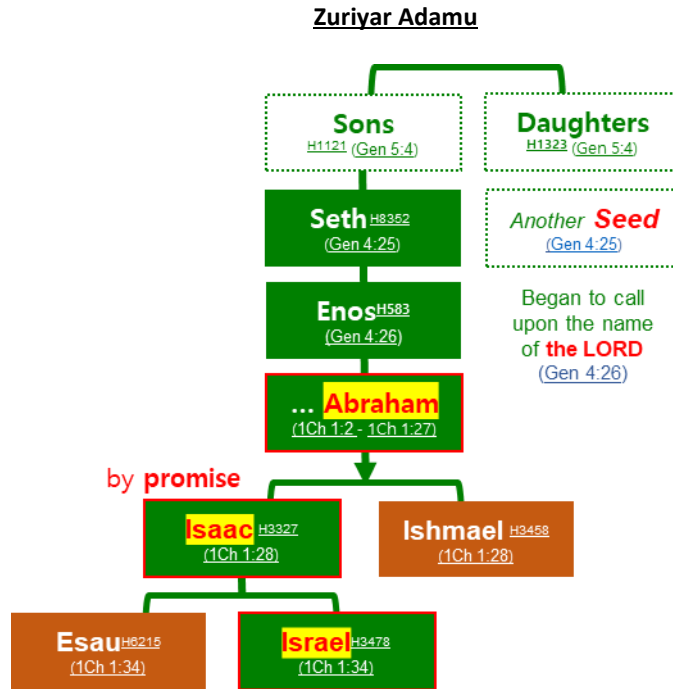 Zuriyar Adamu
Sons
H1121 (Gen 5:4)
Daughters
H1323 (Gen 5:4)
Seth H8352
(Gen 4:25)
Another Seed
(Gen 4:25)
Enos H583
(Gen 4:26)
Began to call
upon the name
of the LORD
(Gen 4:26)
... Abraham
(1Ch 1:2 - 1Ch 1:27)
by promise
Isaac H3327
(1Ch 1:28)
Ishmael H3458
(1Ch 1:28)
Esau H6215
(1Ch 1:34)
Israel H3478
(1Ch 1:34)